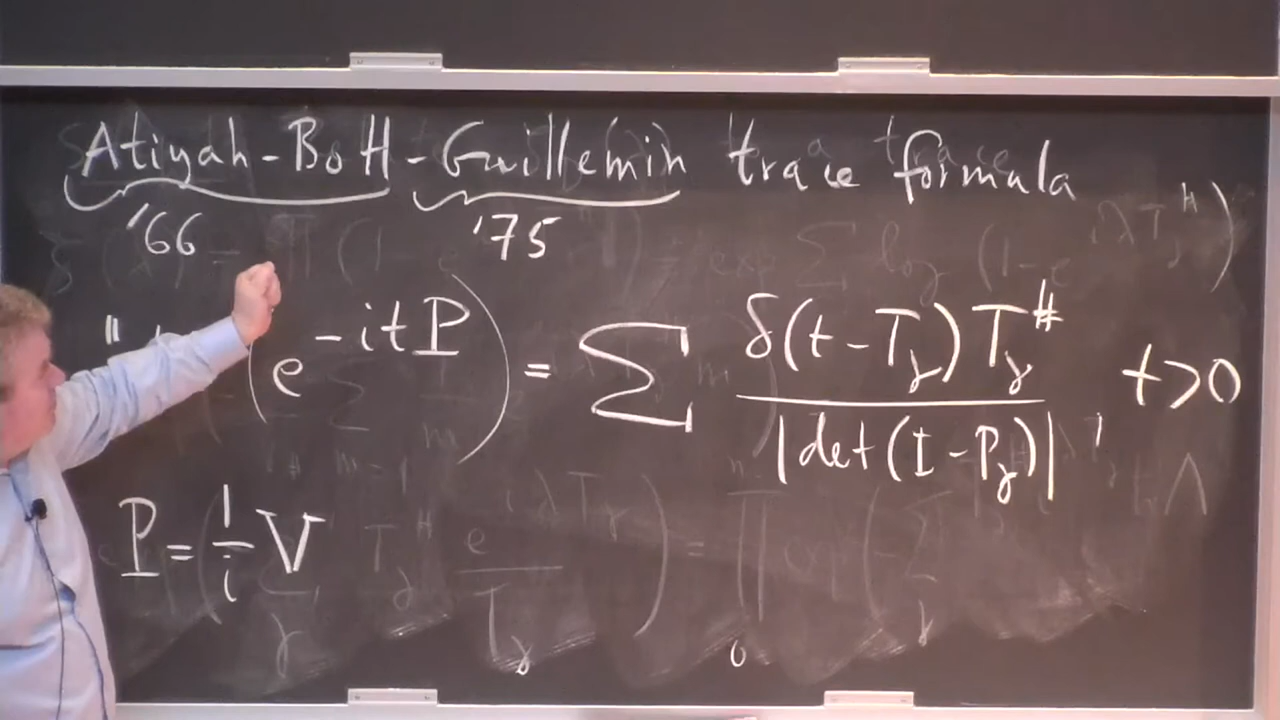 Atiyah-Bott-Guillemin trace formula
'66 '75
" (e^{-itP}) = ∑ δ(t-T_γ) T_γ^# / |det(I-P_γ)| , t>0
P = 1/i V